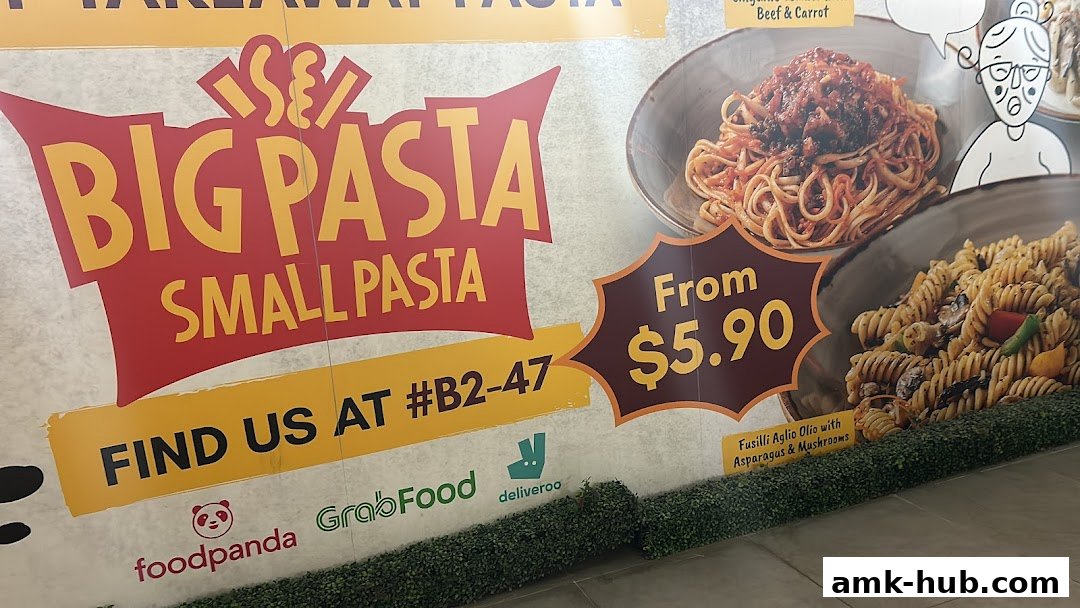 TAKEAWAY PASTA
Beef & Carrot
BIG PASTA
SMALL PASTA
From
$5.90
FIND US AT #B2-47
Fusilli Aglio Olio with
Asparagus & Mushrooms
foodpanda
GrabFood
deliveroo
amk-hub.com